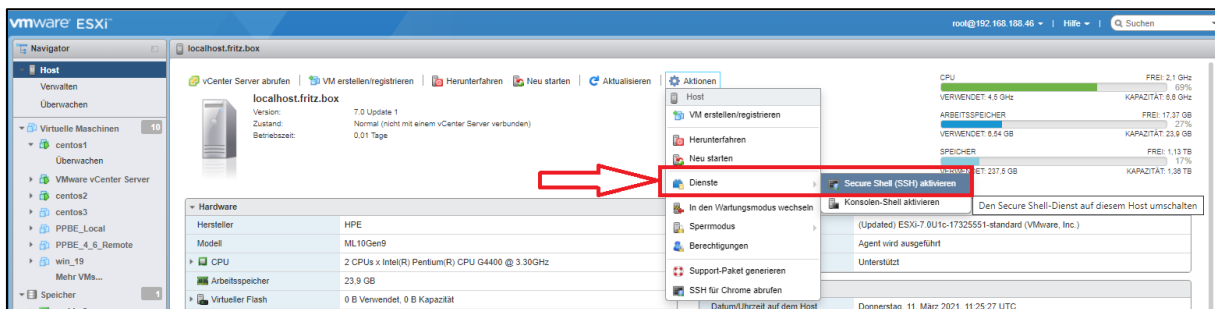 vmware ESXi
root@192.168.188.46 | Hilfe | Suchen
Navigator
localhost.fritz.box
Host
Verwalten
Überwachen
Virtuelle Maschinen 10
centos1
Überwachen
VMware vCenter Server
centos2
centos3
PPBE_Local
PPBE_4_6_Remote
win_19
Mehr VMs...
Speicher 1
vCenter Server abrufen | VM erstellen/registrieren | Herunterfahren Neu starten | Aktualisieren | Aktionen
localhost.fritz.box
Version: 7.0 Update 1
Zustand: Normal (nicht mit einem vCenter Server verbunden)
Betriebszeit: 0,01 Tage
Host
VM erstellen/registrieren
Herunterfahren
Neu starten
Dienste
In den Wartungsmodus wechseln
Sperrmodus
Berechtigungen
Support-Paket generieren
SSH für Chrome abrufen
Secure Shell (SSH) aktivieren
Konsolen-Shell aktivieren
Den Secure Shell-Dienst auf diesem Host umschalten
CPU FREI: 2,1 GHz
69%
VERWENDET: 4,5 GHz KAPAZITÄT: 6,6 GHz
ARBEITSSPEICHER FREI: 17,37 GB
27%
VERWENDET: 6,54 GB KAPAZITÄT: 23,9 GB
SPEICHER FREI: 1,13 TB
17%
VERWENDET: 237,5 GB KAPAZITÄT: 1,36 TB
Hardware
Hersteller HPE
Modell ML10Gen9
CPU 2 CPUs x Intel(R) Pentium(R) CPU G4400 @ 3.30GHz
Arbeitsspeicher 23,9 GB
Virtueller Flash 0 B Verwendet, 0 B Kapazität
(Updated) ESXi-7.0U1c-17325551-standard (VMware, Inc.)
Agent wird ausgeführt
Unterstützt
Datum/Uhrzeit auf dem Host Donnerstag, 11. März 2021, 11:25:27 UTC